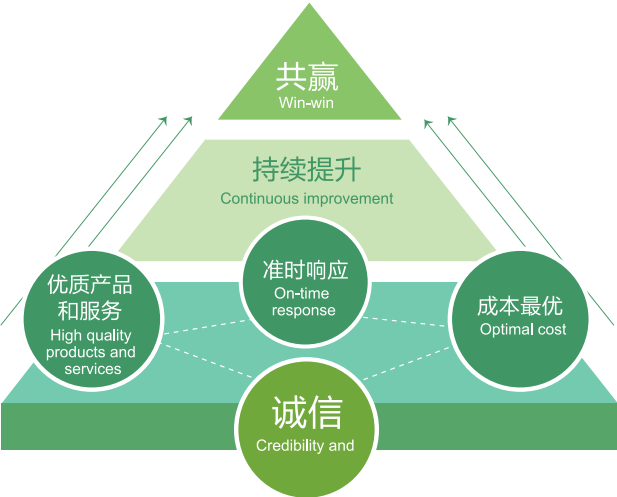 共赢
Win-win
持续提升
Continuous improvement
准时响应
On-time
response
优质产品
和服务
High quality
products and
services
成本最优
Optimal cost
诚信
Credibility and